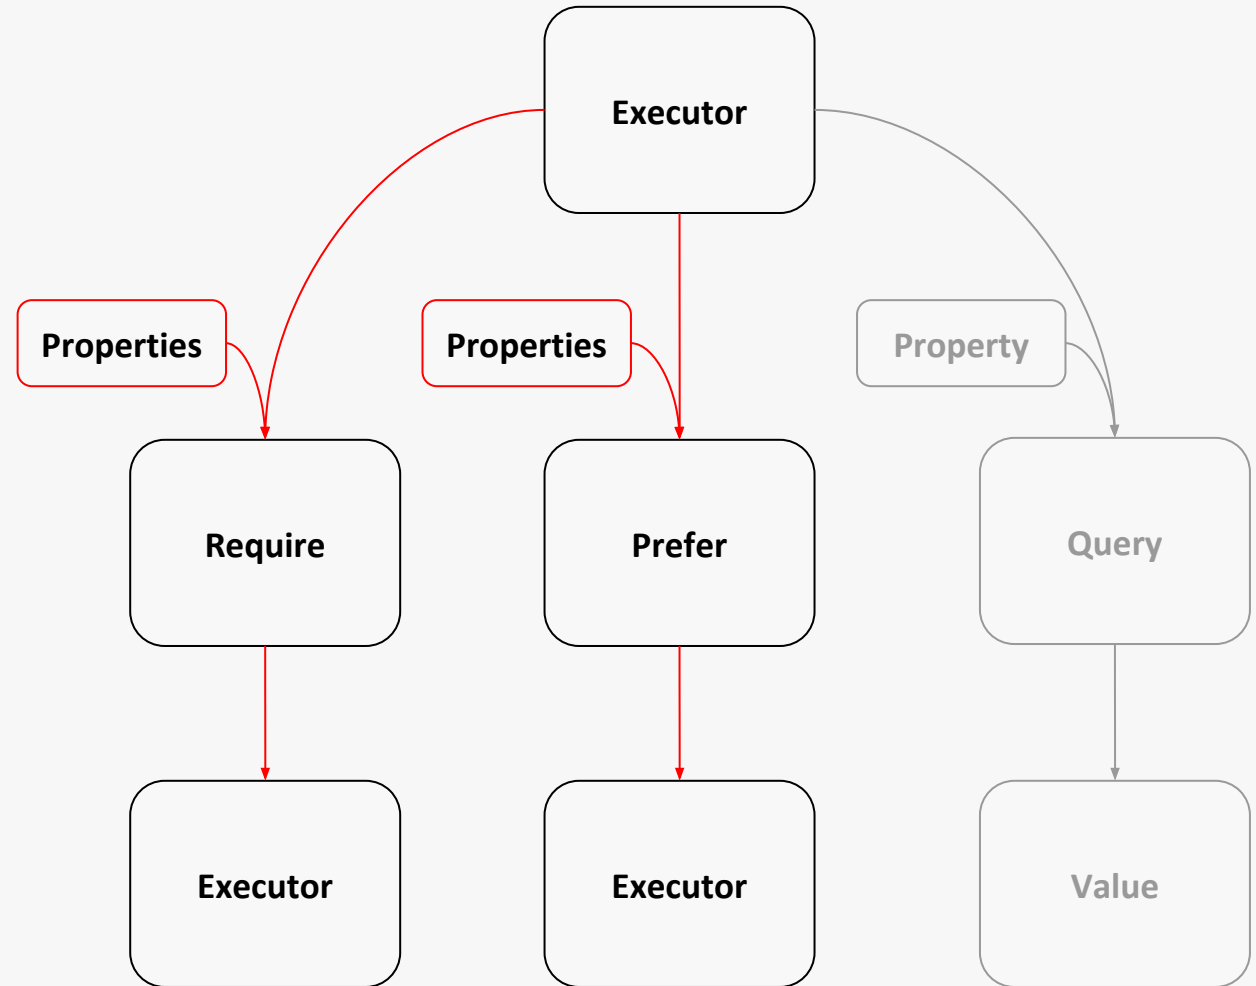 Executor
Properties
Properties
Property
Require
Prefer
Query
Executor
Executor
Value